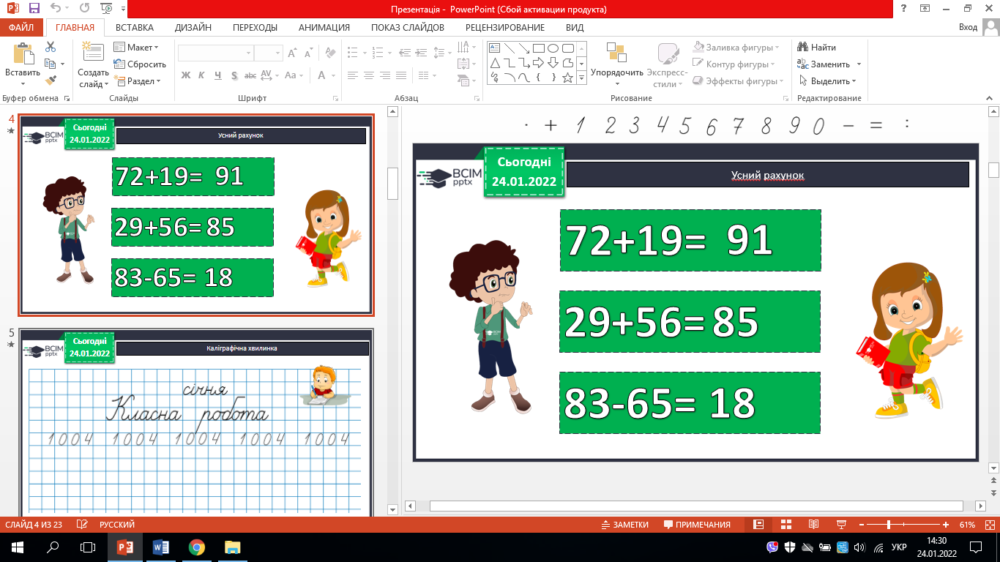 Презентація - PowerPoint (Сбой активации продукта)
ФАЙЛ ГЛАВНАЯ ВСТАВКА ДИЗАЙН ПЕРЕХОДЫ АНИМАЦИЯ ПОКАЗ СЛАЙДОВ РЕЦЕНЗИРОВАНИЕ ВИД Вход
Вставить
Создать слайд
Макет
Сбросить
Раздел
Ж К Ч S abc AV Aa А
Упорядочить
Экспресс-стили
Заливка фигуры
Контур фигуры
Эффекты фигуры
Найти
Заменить
Выделить
Буфер обмена Слайды Шрифт Абзац Рисование Редактирование
4
Сьогодні
24.01.2022
BCIM
pptx
Усний рахунок
72+19= 91
29+56= 85
83-65= 18
5
Сьогодні
24.01.2022
BCIM
pptx
Каліграфічна хвилинка
січня
Класна робота
1004 1004 1004 1004 1004
· + 1 2 3 4 5 6 7 8 9 0 − = :
Сьогодні
24.01.2022
BCIM
pptx
Усний рахунок
72+19= 91
29+56= 85
83-65= 18
СЛАЙД 4 ИЗ 23 РУССКИЙ ЗАМЕТКИ ПРИМЕЧАНИЯ 61%
УКР
14:30
24.01.2022